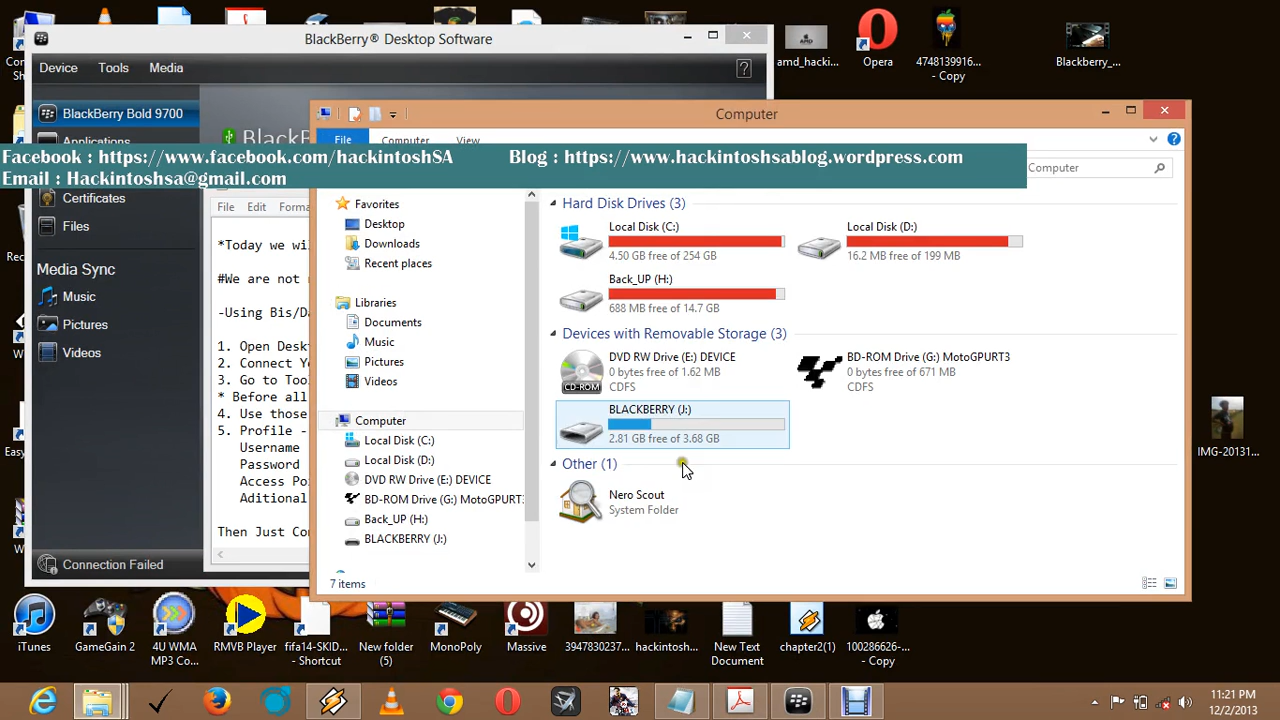 BlackBerry® Desktop Software
Device Tools Media
?
BlackBerry Bold 9700
Applications
Certificates
Files
Media Sync
Music
Pictures
Videos
Connection Failed
Computer
File Computer View
Facebook : https://www.facebook.com/hackintoshSA Blog : https://www.hackintoshsablog.wordpress.com
Email : Hackintoshsa@gmail.com
Computer
File Edit
*Today we
#We are not
-Using
1. Open
2. Connect
3. Go to
* Before all
4. Use those
5. Profile -
Username
Password
Access
Aditional
Then Just
Favorites
Desktop
Downloads
Recent places
Libraries
Documents
Music
Pictures
Videos
Computer
Local Disk (C:)
Local Disk (D:)
DVD RW Drive (E:) DEVICE
BD-ROM Drive (G:) MotoGPURT3
Back_UP (H:)
BLACKBERRY (J:)
Hard Disk Drives (3)
Local Disk (C:)
4.50 GB free of 254 GB
Local Disk (D:)
16.2 MB free of 199 MB
Back_UP (H:)
688 MB free of 14.7 GB
Devices with Removable Storage (3)
DVD RW Drive (E:) DEVICE
0 bytes free of 1.62 MB
CDFS
CD-ROM
BD-ROM Drive (G:) MotoGPURT3
0 bytes free of 671 MB
CDFS
BLACKBERRY (J:)
2.81 GB free of 3.68 GB
Other (1)
Nero Scout
System Folder
7 items
AMD
amd_hacki...
Opera
4748139916...
- Copy
Blackberry_...
IMG-20131...
iTunes
GameGain 2
4U WMA
MP3 Co...
RMVB Player
fifa14-SKID...
- Shortcut
New folder
(5)
MonoPoly
Massive
3947830237...
hackintosh...
New Text
Document
chapter2(1)
100286626-...
- Copy
11:21 PM
12/2/2013